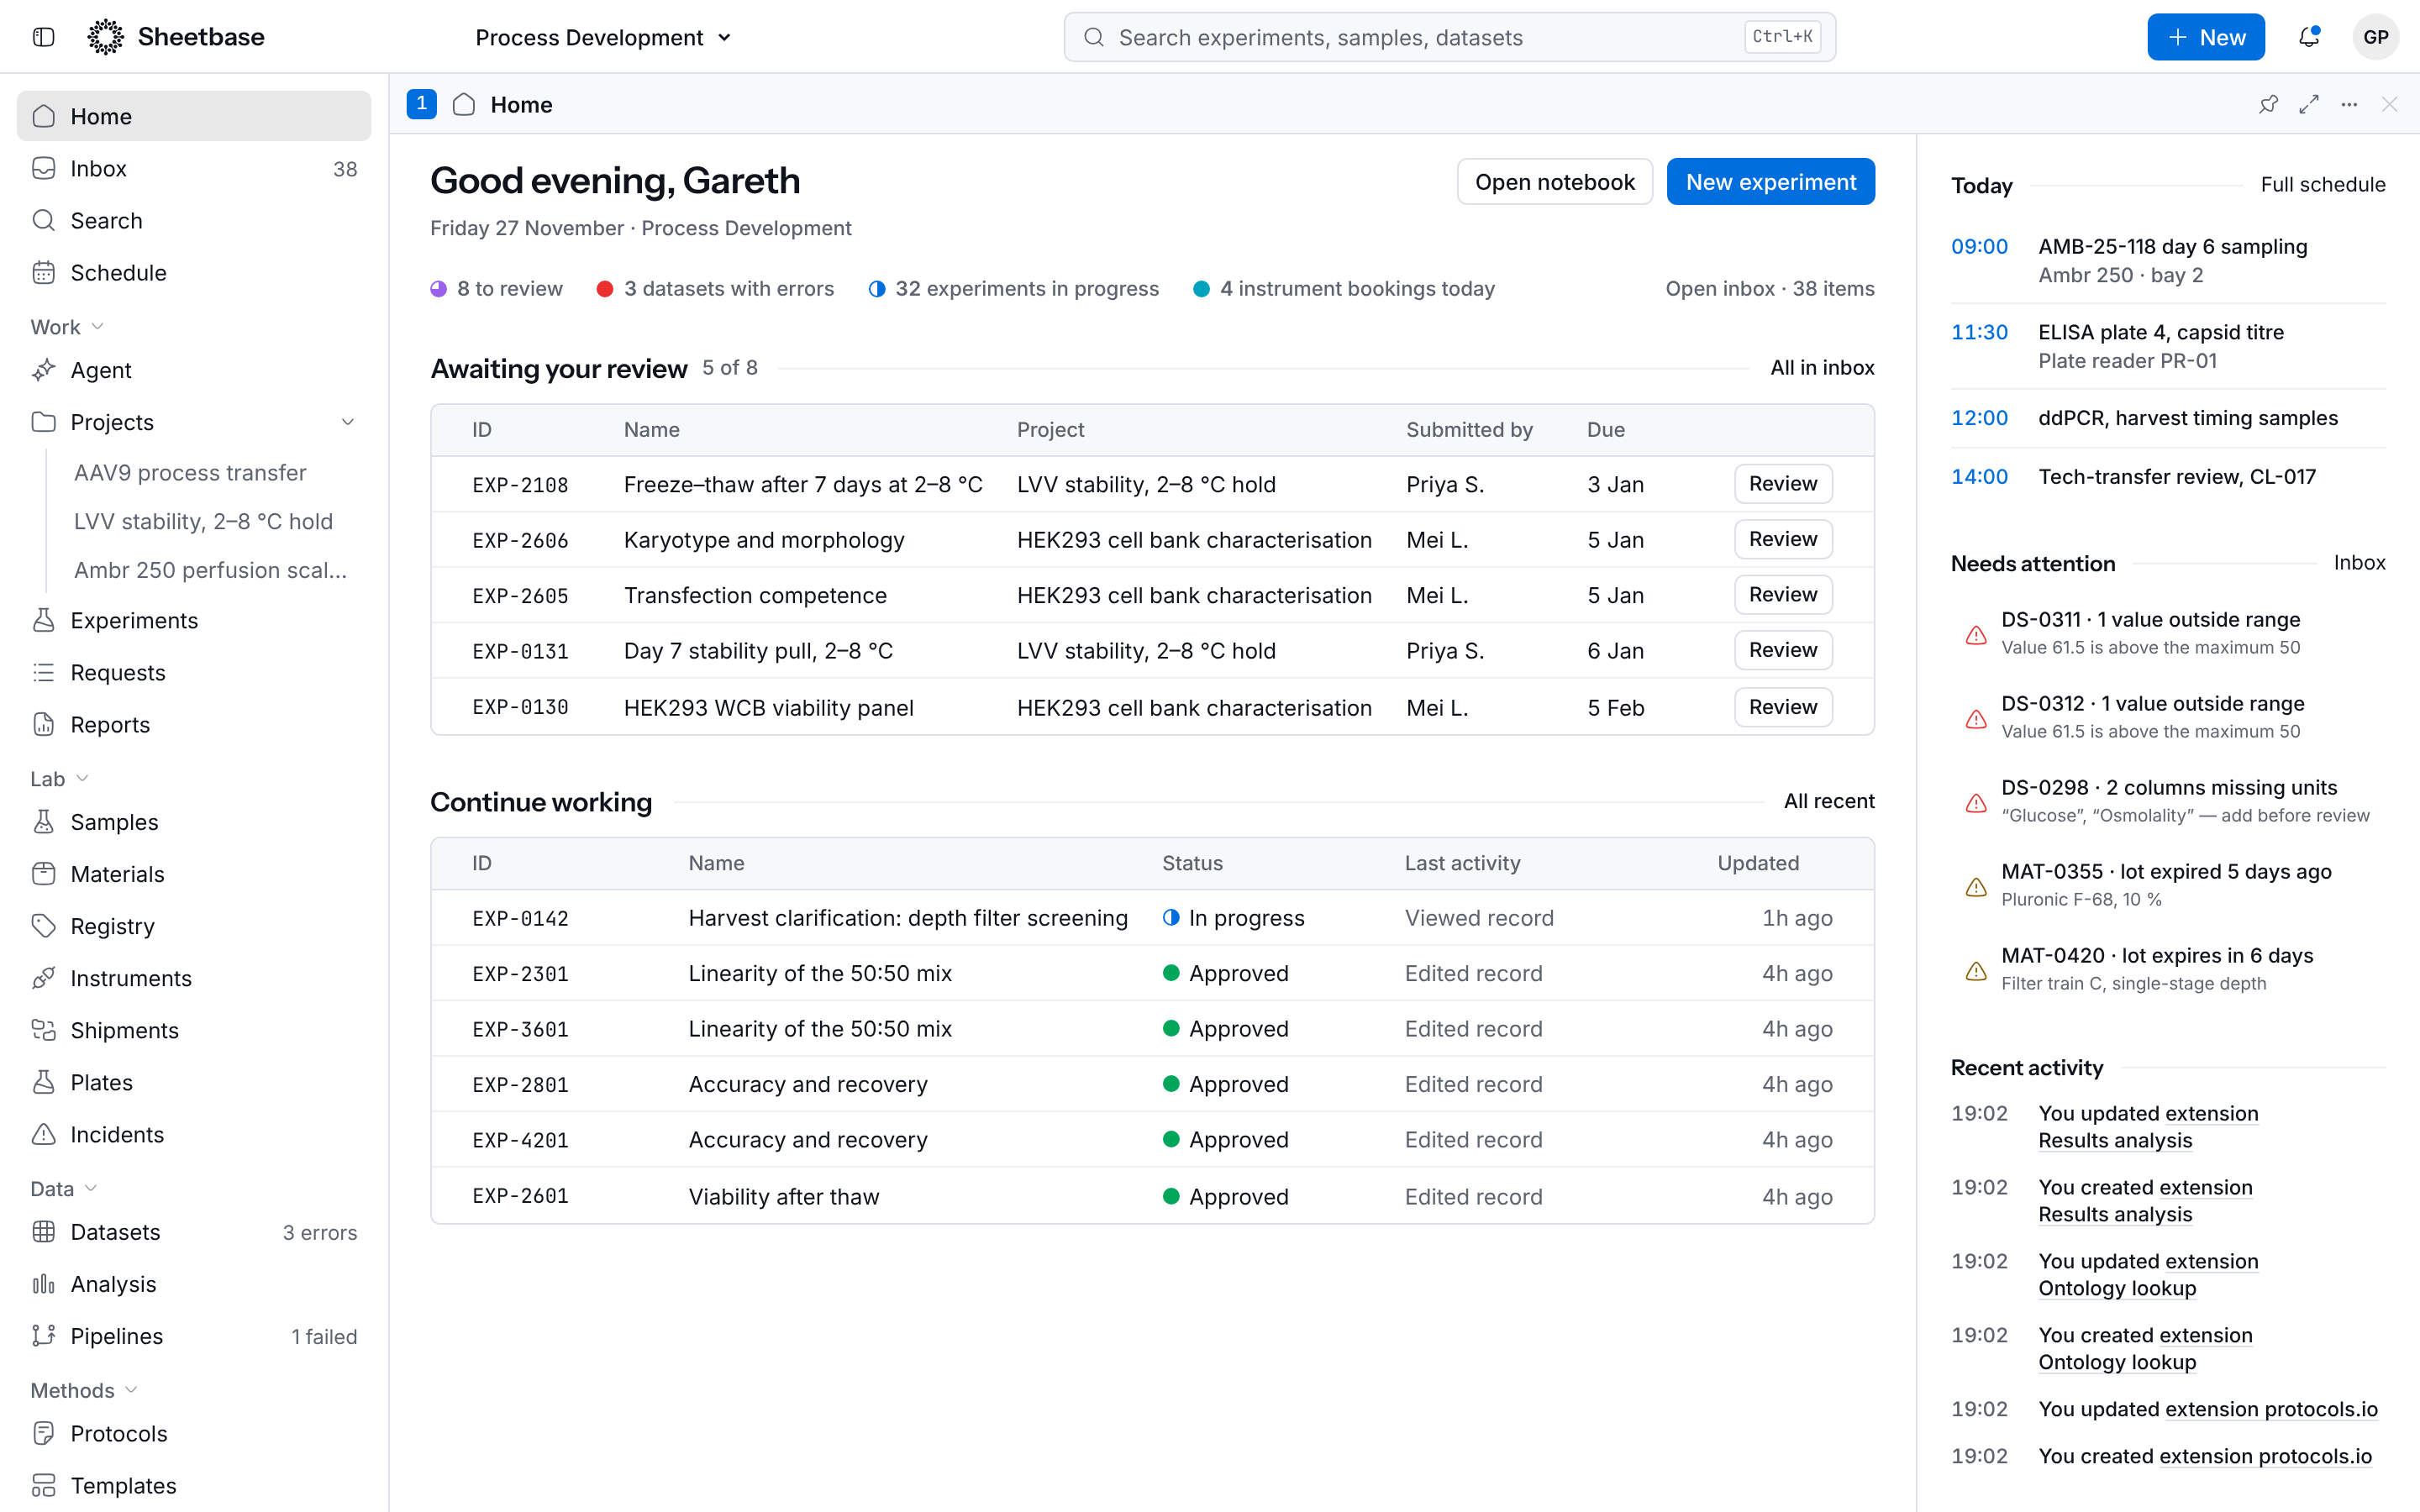 Sheetbase
Process Development
Search experiments, samples, datasets
Ctrl+K
New
GP
Home
Inbox 38
Search
Schedule
Work
Agent
Projects
AAV9 process transfer
LVV stability, 2–8 °C hold
Ambr 250 perfusion scal...
Experiments
Requests
Reports
Lab
Samples
Materials
Registry
Instruments
Shipments
Plates
Incidents
Data
Datasets 3 errors
Analysis
Pipelines 1 failed
Methods
Protocols
Templates
1 Home
Good evening, Gareth
Open notebook
New experiment
Friday 27 November · Process Development
8 to review 3 datasets with errors 32 experiments in progress 4 instrument bookings today Open inbox · 38 items
Awaiting your review 5 of 8 All in inbox
ID Name Project Submitted by Due
EXP-2108 Freeze–thaw after 7 days at 2–8 °C LVV stability, 2–8 °C hold Priya S. 3 Jan Review
EXP-2606 Karyotype and morphology HEK293 cell bank characterisation Mei L. 5 Jan Review
EXP-2605 Transfection competence HEK293 cell bank characterisation Mei L. 5 Jan Review
EXP-0131 Day 7 stability pull, 2–8 °C LVV stability, 2–8 °C hold Priya S. 6 Jan Review
EXP-0130 HEK293 WCB viability panel HEK293 cell bank characterisation Mei L. 5 Feb Review
Continue working All recent
ID Name Status Last activity Updated
EXP-0142 Harvest clarification: depth filter screening In progress Viewed record 1h ago
EXP-2301 Linearity of the 50:50 mix Approved Edited record 4h ago
EXP-3601 Linearity of the 50:50 mix Approved Edited record 4h ago
EXP-2801 Accuracy and recovery Approved Edited record 4h ago
EXP-4201 Accuracy and recovery Approved Edited record 4h ago
EXP-2601 Viability after thaw Approved Edited record 4h ago
Today Full schedule
09:00 AMB-25-118 day 6 sampling
Ambr 250 · bay 2
11:30 ELISA plate 4, capsid titre
Plate reader PR-01
12:00 ddPCR, harvest timing samples
14:00 Tech-transfer review, CL-017
Needs attention Inbox
DS-0311 · 1 value outside range
Value 61.5 is above the maximum 50
DS-0312 · 1 value outside range
Value 61.5 is above the maximum 50
DS-0298 · 2 columns missing units
“Glucose”, “Osmolality” — add before review
MAT-0355 · lot expired 5 days ago
Pluronic F-68, 10 %
MAT-0420 · lot expires in 6 days
Filter train C, single-stage depth
Recent activity
19:02 You updated extension
Results analysis
19:02 You created extension
Results analysis
19:02 You updated extension
Ontology lookup
19:02 You created extension
Ontology lookup
19:02 You updated extension protocols.io
19:02 You created extension protocols.io